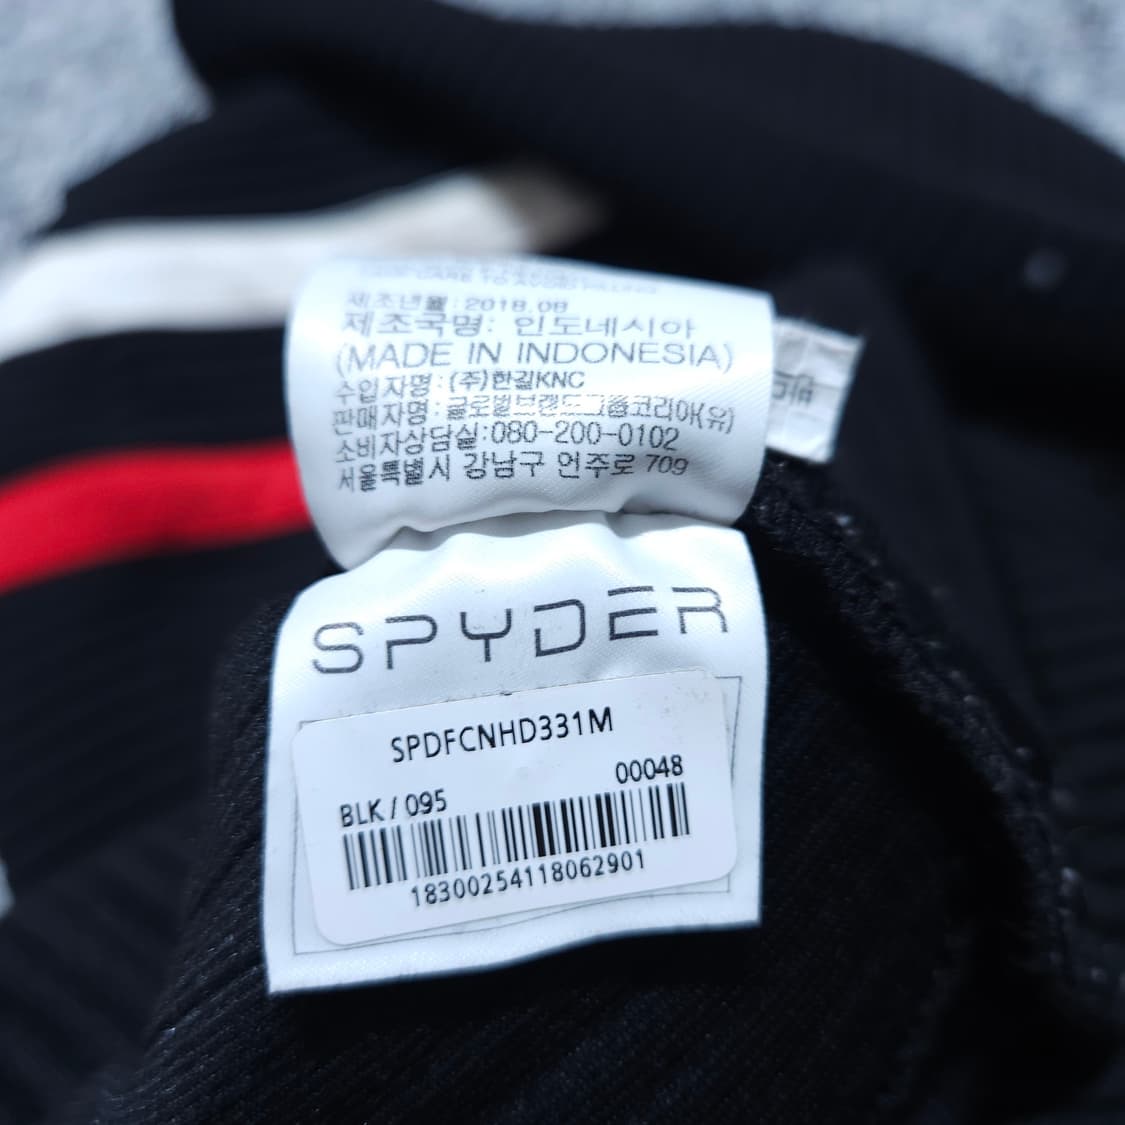 제조년월:2018.08
제조국명: 인도네시아
(MADE IN INDONESIA)
수입자명: (주)한길KNC
판매자명: 글로벌브랜드그룹코리아(유)
소비자상담실:080-200-0102
서울특별시 강남구 언주로 709
SPYDER
SPDFCNHD331M
00048
BLK / 095
18300254118062901